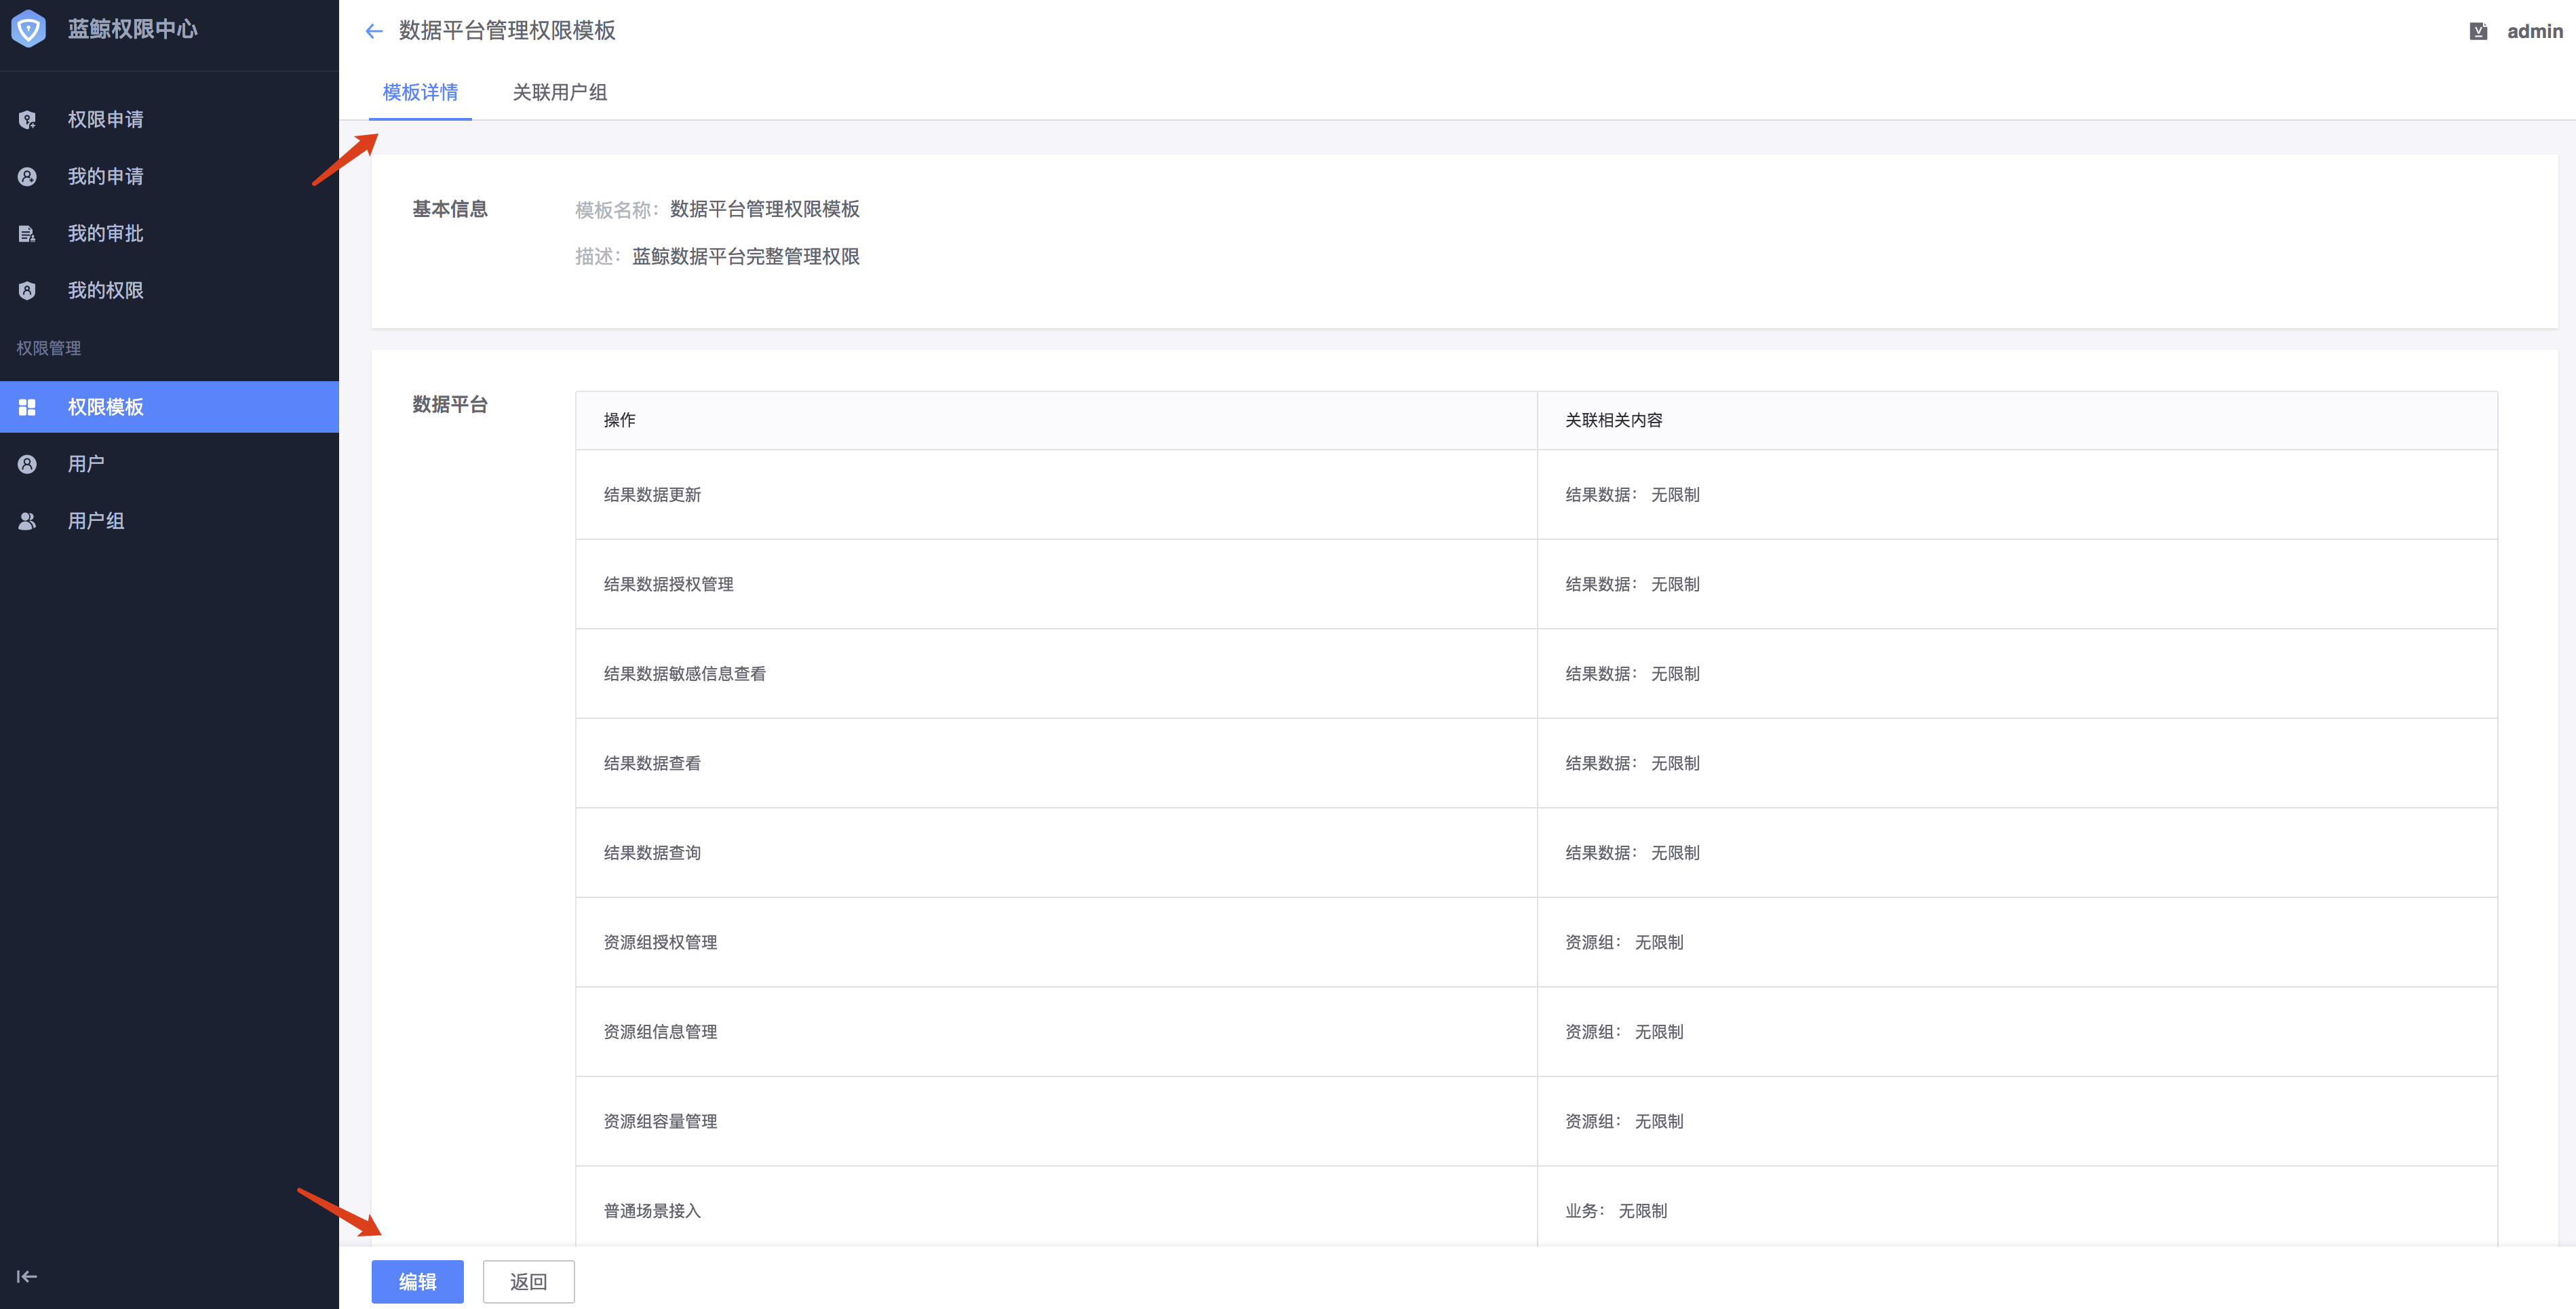 蓝鲸权限中心
数据平台管理权限模板
admin
模板详情
关联用户组
权限申请
我的申请
我的审批
我的权限
权限管理
权限模板
用户
用户组
基本信息
模板名称: 数据平台管理权限模板
描述: 蓝鲸数据平台完整管理权限
数据平台
操作 关联相关内容
结果数据更新 结果数据: 无限制
结果数据授权管理 结果数据: 无限制
结果数据敏感信息查看 结果数据: 无限制
结果数据查看 结果数据: 无限制
结果数据查询 结果数据: 无限制
资源组授权管理 资源组: 无限制
资源组信息管理 资源组: 无限制
资源组容量管理 资源组: 无限制
普通场景接入 业务: 无限制
编辑 返回